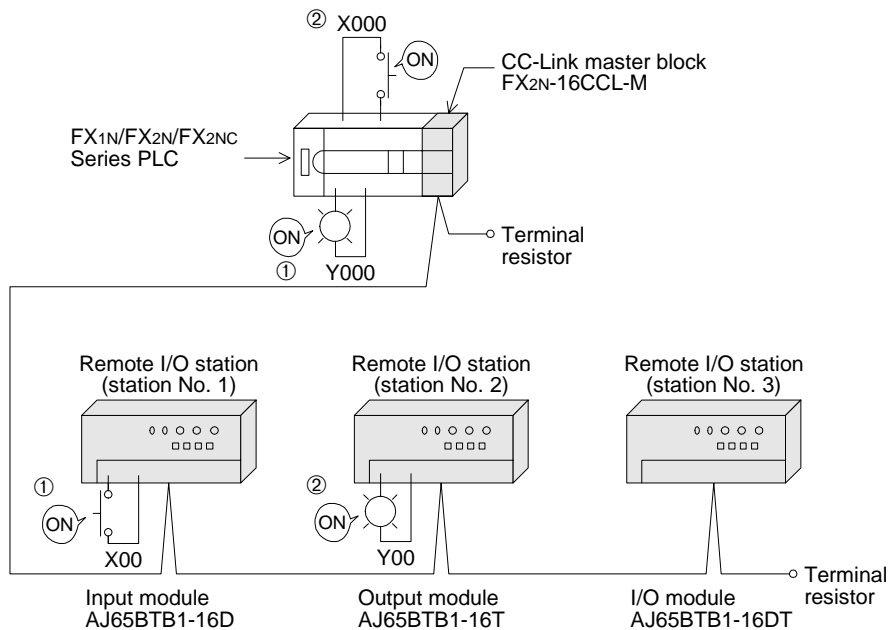 ② X000
ON
CC-Link master block
FX2N-16CCL-M
FX1N/FX2N/FX2NC
Series PLC
ON
① Y000
Terminal
resistor
Remote I/O station
(station No. 1)
Remote I/O station
(station No. 2)
Remote I/O station
(station No. 3)
①
ON
X00
②
ON
Y00
Terminal
resistor
Input module
AJ65BTB1-16D
Output module
AJ65BTB1-16T
I/O module
AJ65BTB1-16DT